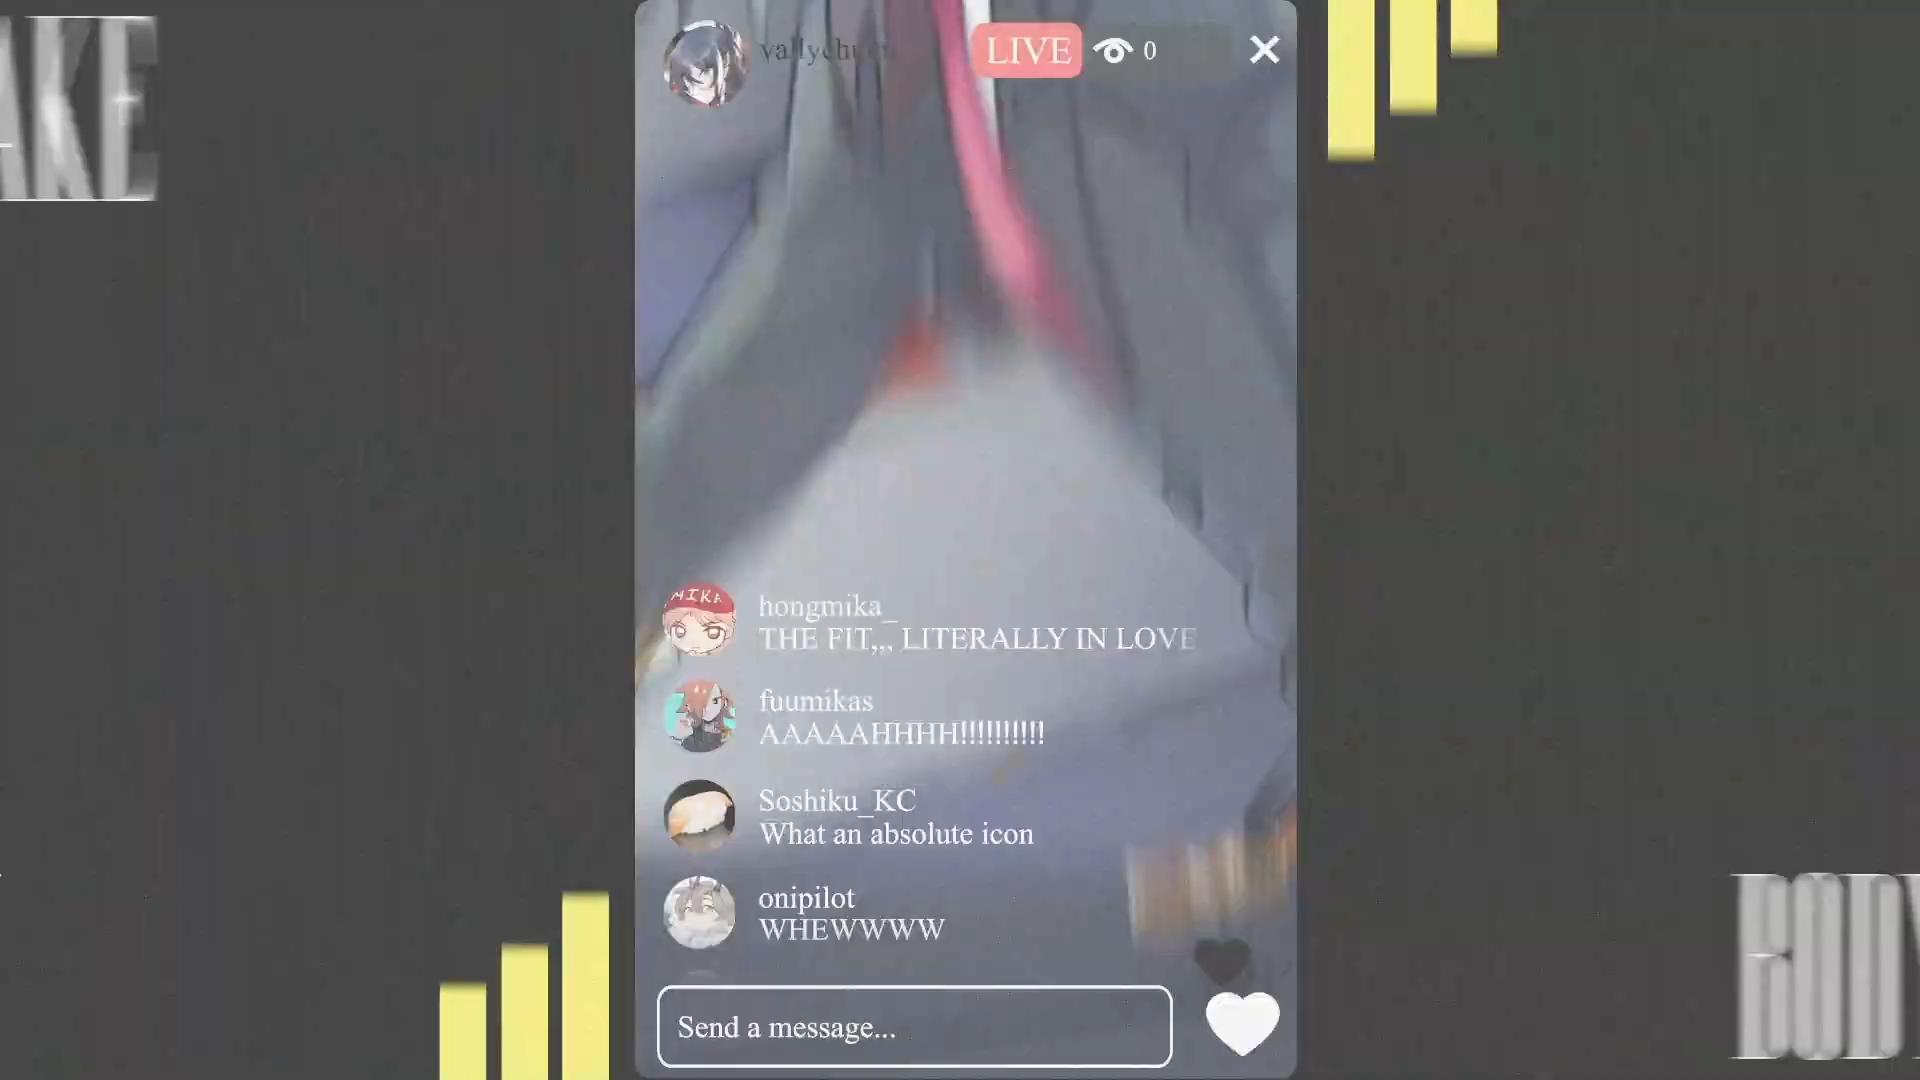 AKE
LIVE 0
hongmika_
THE FIT,,, LITERALLY IN LOVE
fuumikas
AAAAAHHHH!!!!!!!!!!
Soshiku_KC
What an absolute icon
onipilot
WHEWWWW
Send a message...